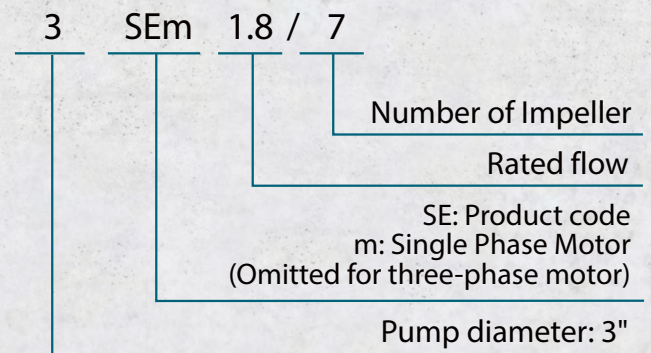 3 SEm 1.8 / 7
Number of Impeller
Rated flow
SE: Product code
m: Single Phase Motor
(Omitted for three-phase motor)
Pump diameter: 3"